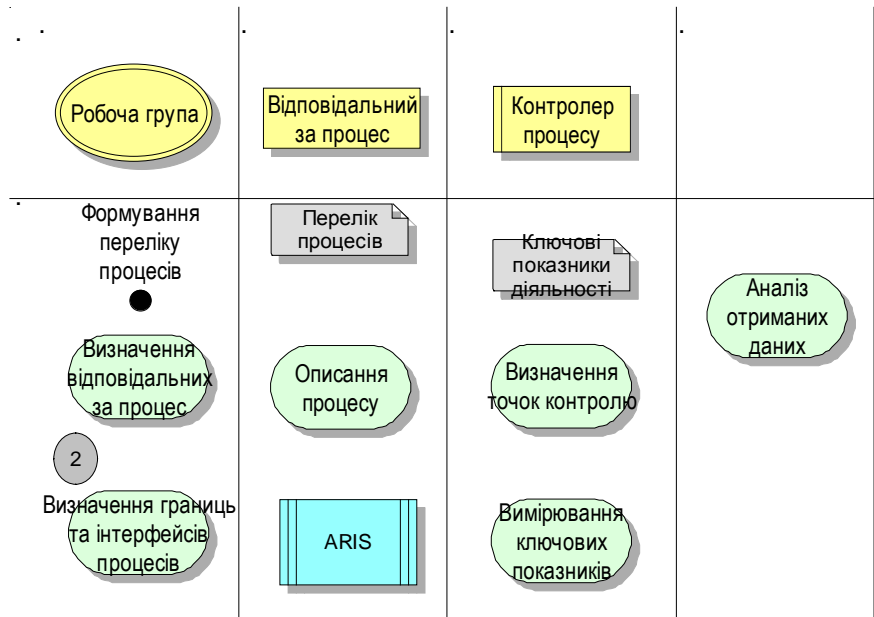 Робоча група
Відповідальний
за процес
Контролер
процесу
Формування
переліку
процесів
Перелік
процесів
Ключові
показники
діяльності
Аналіз
отриманих
даних
Визначення
відповідальних
за процес
Описання
процесу
Визначення
точок контролю
2
Визначення границь
та інтерфейсів
процесів
ARIS
Вимірювання
ключових
показників